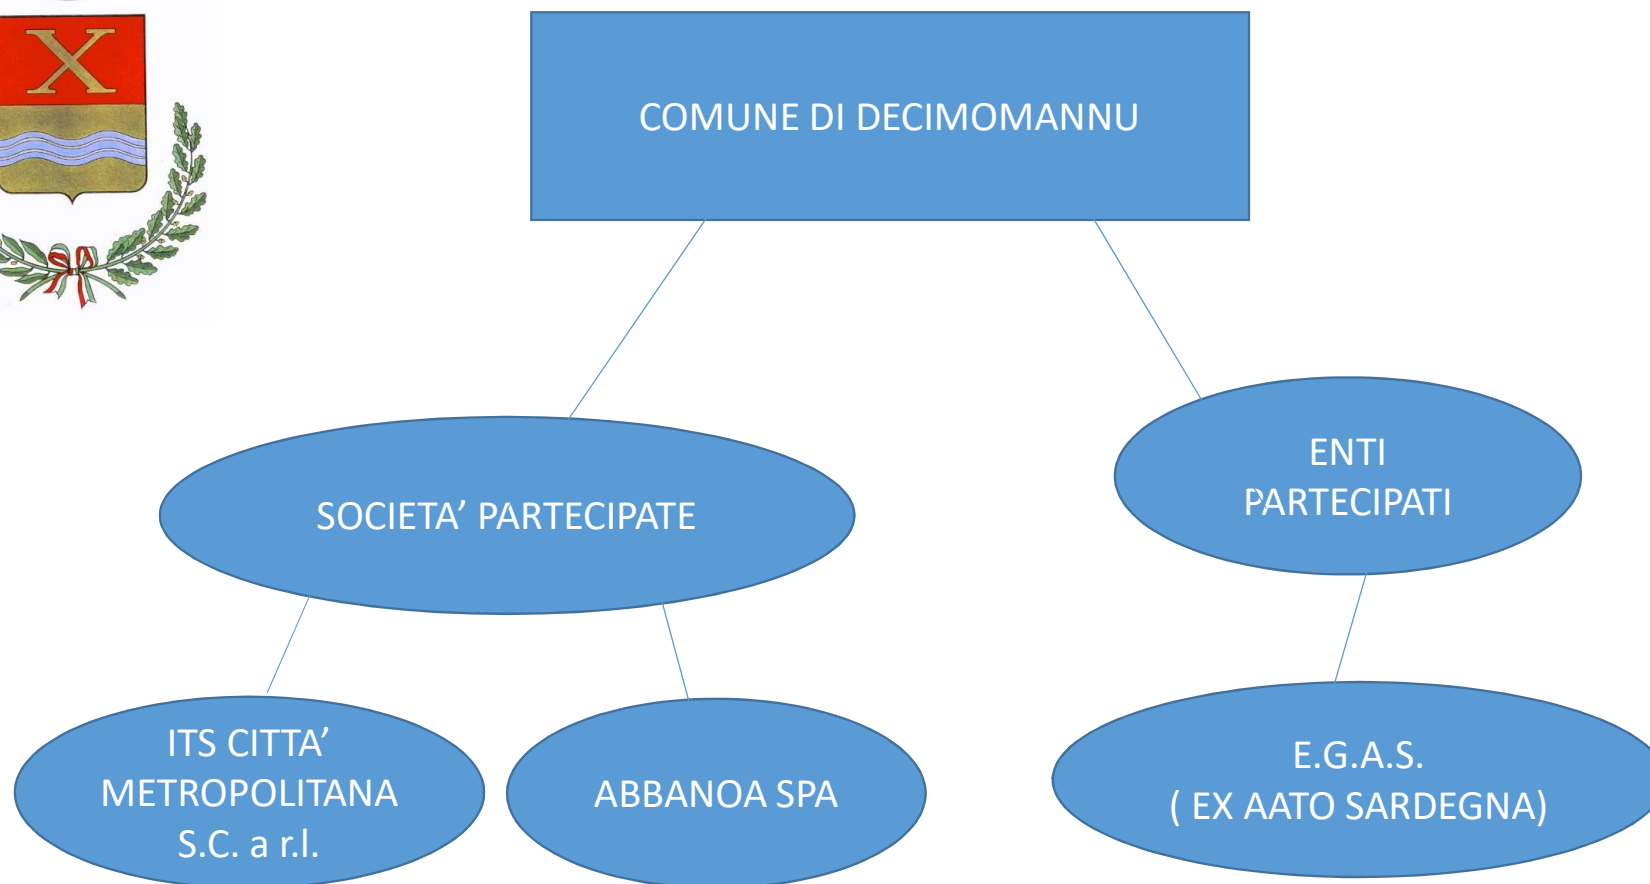 X
COMUNE DI DECIMOMANNU
SOCIETA’ PARTECIPATE
ENTI
PARTECIPATI
ITS CITTA’
METROPOLITANA
S.C. a r.l.
ABBANOA SPA
E.G.A.S.
( EX AATO SARDEGNA)